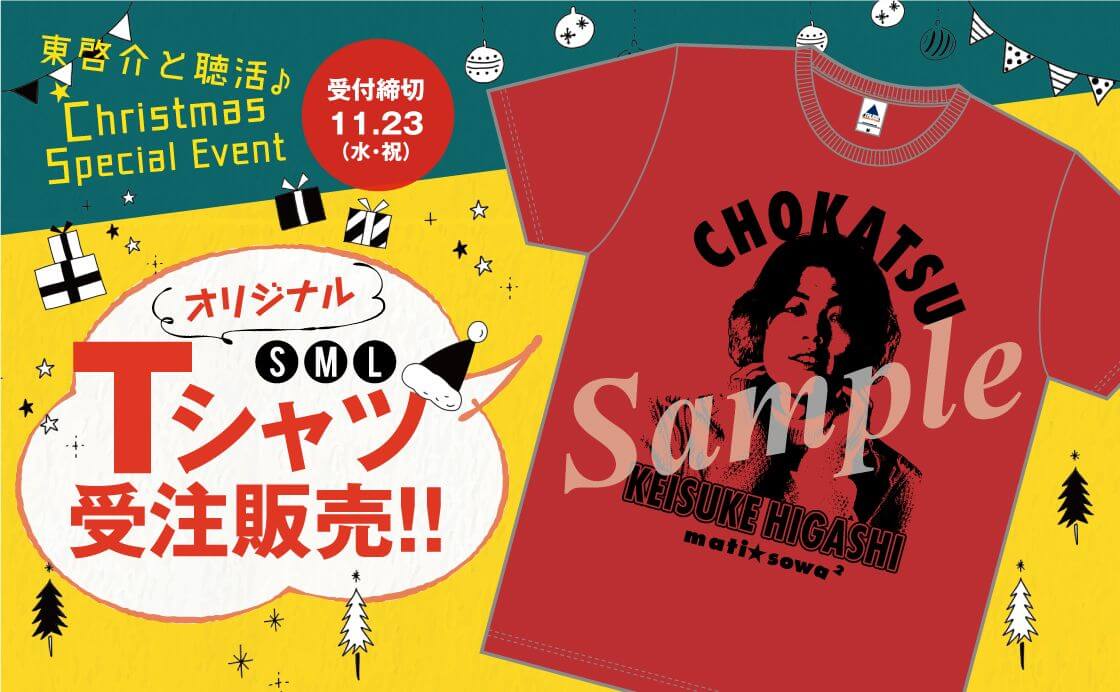 東啓介と聴活♪
Christmas
Special Event
受付締切
11.23
(水・祝)
オリジナル
S M L
Tシャツ
受注販売!!
M
CHOKATSU
Sample
KEISUKE HIGASHI
mati★sowa²